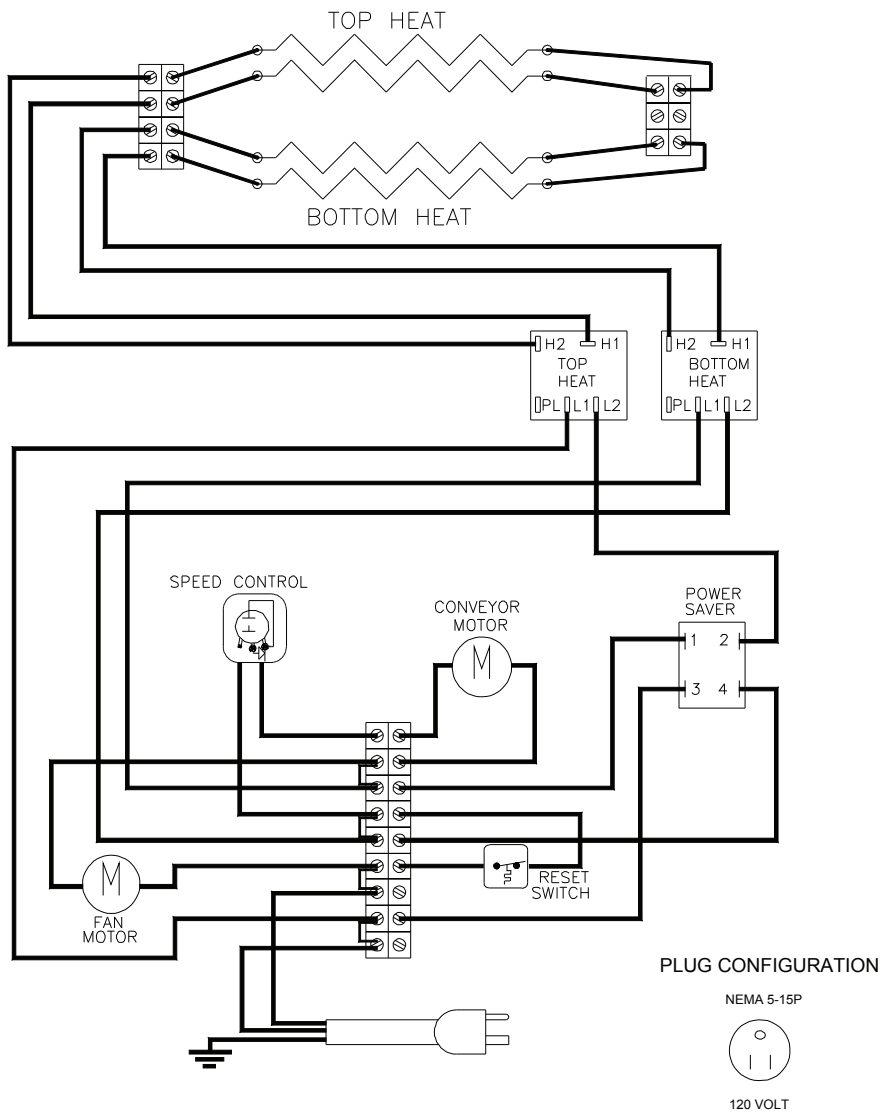 TOP HEAT
BOTTOM HEAT
H2 H1
TOP
HEAT
PL L1 L2
H2 H1
BOTTOM
HEAT
PL L1 L2
SPEED CONTROL
CONVEYOR
MOTOR
M
POWER
SAVER
1 2
3 4
M
FAN
MOTOR
RESET
SWITCH
PLUG CONFIGURATION
NEMA 5-15P
120 VOLT